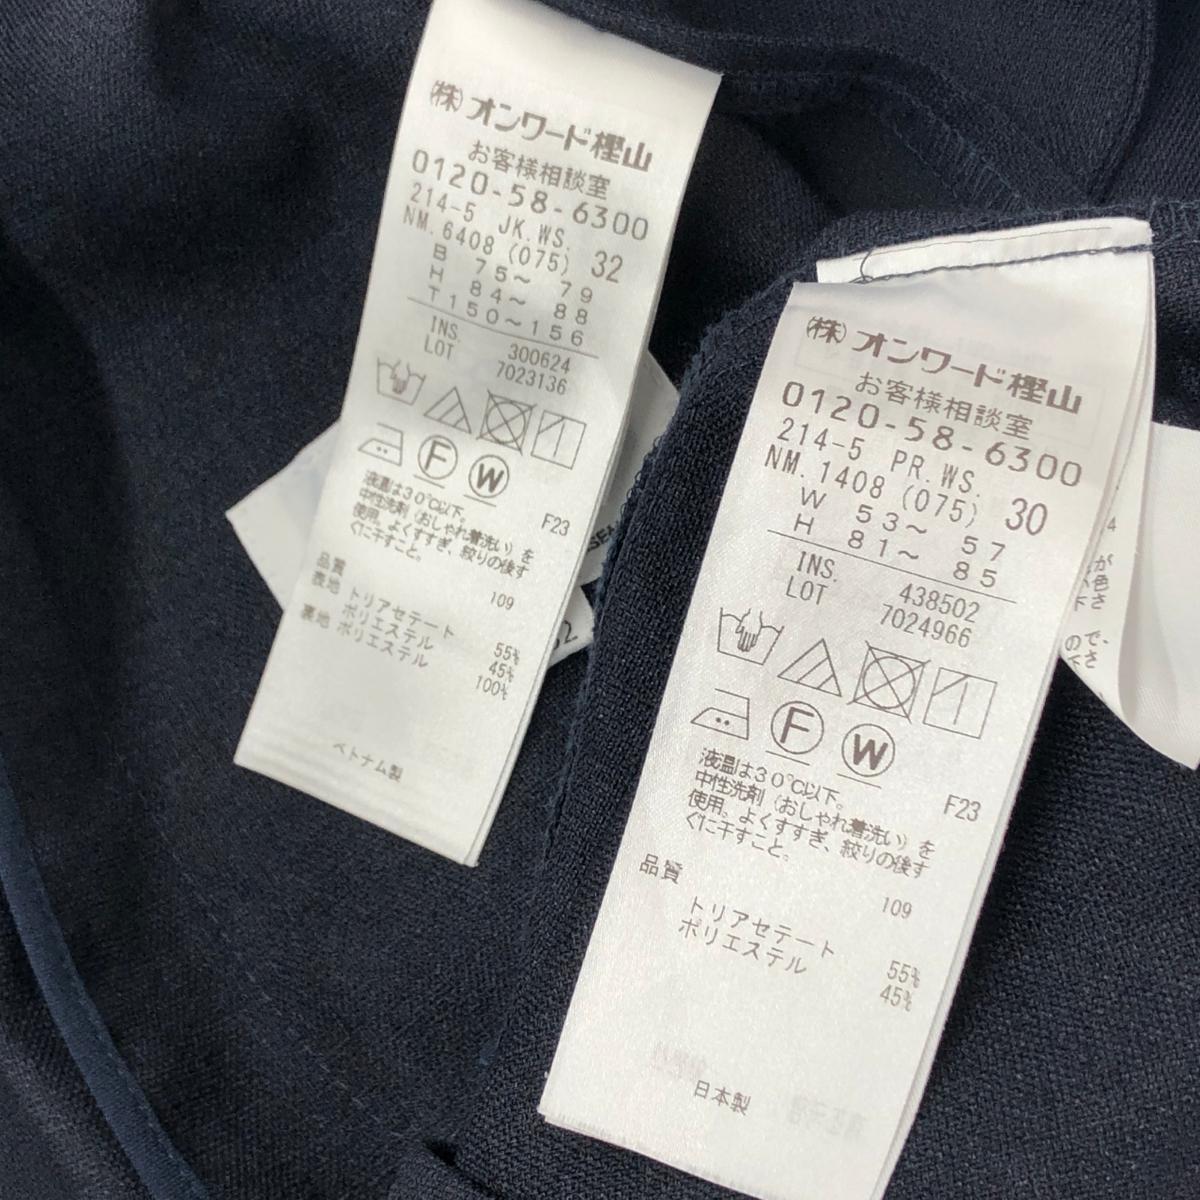 (株)オンワード樫山
お客様相談室
0120-58-6300
214-5 JK.WS.
NM.6408 (075) 32
B 75～ 79
H 84～ 88
T150～156
INS. 300624
LOT 7023136
1
F W
液温は30℃以下。
中性洗剤(おしゃれ着洗い)を
使用。よくすすぎ、絞りの後す
ぐに干すこと。
F23
品質 109
表地 トリアセテート 55%
ポリエステル 45%
裏地 ポリエステル 100%
ベトナム製
(株)オンワード樫山
お客様相談室
0120-58-6300
214-5 PR.WS.
NM.1408 (075) 30
W 53～ 57
H 81～ 85
INS. 438502
LOT 7024966
1
F W
液温は30℃以下。
中性洗剤(おしゃれ着洗い)を
使用。よくすすぎ、絞りの後す
ぐに干すこと。
F23
品質 109
トリアセテート 55%
ポリエステル 45%
日本製